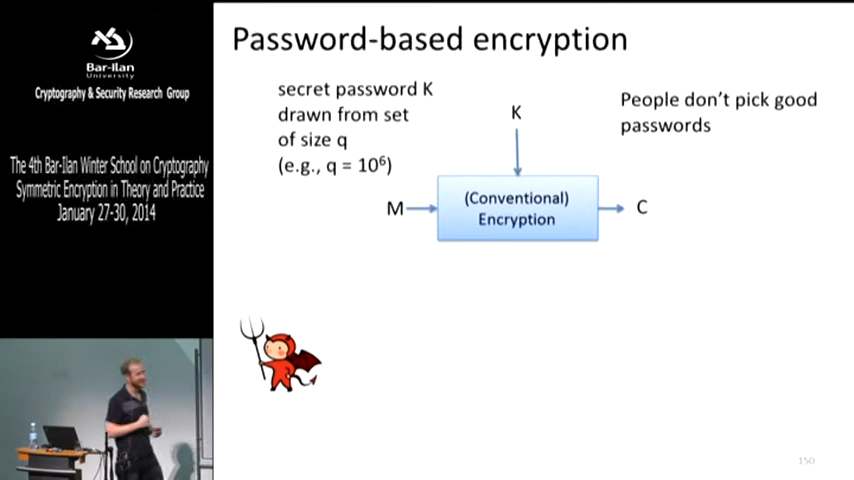 Bar-Ilan
University
Cryptography & Security Research Group
The 4th Bar-Ilan Winter School on Cryptography
Symmetric Encryption in Theory and Practice
January 27-30, 2014
Password-based encryption
secret password K
drawn from set
of size q
(e.g., q = 10⁶)
K
People don't pick good
passwords
M
(Conventional)
Encryption
C
150